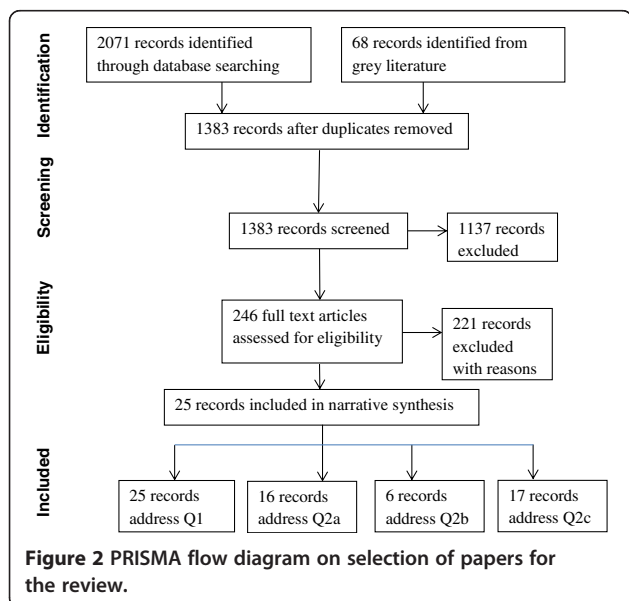 2071 records identified
through database searching
68 records identified from
grey literature
Identification
1383 records after duplicates removed
Screening
1383 records screened
1137 records
excluded
Eligibility
246 full text articles
assessed for eligibility
221 records
excluded
with reasons
25 records included in narrative synthesis
Included
25 records
address Q1
16 records
address Q2a
6 records
address Q2b
17 records
address Q2c
Figure 2 PRISMA flow diagram on selection of papers for
the review.